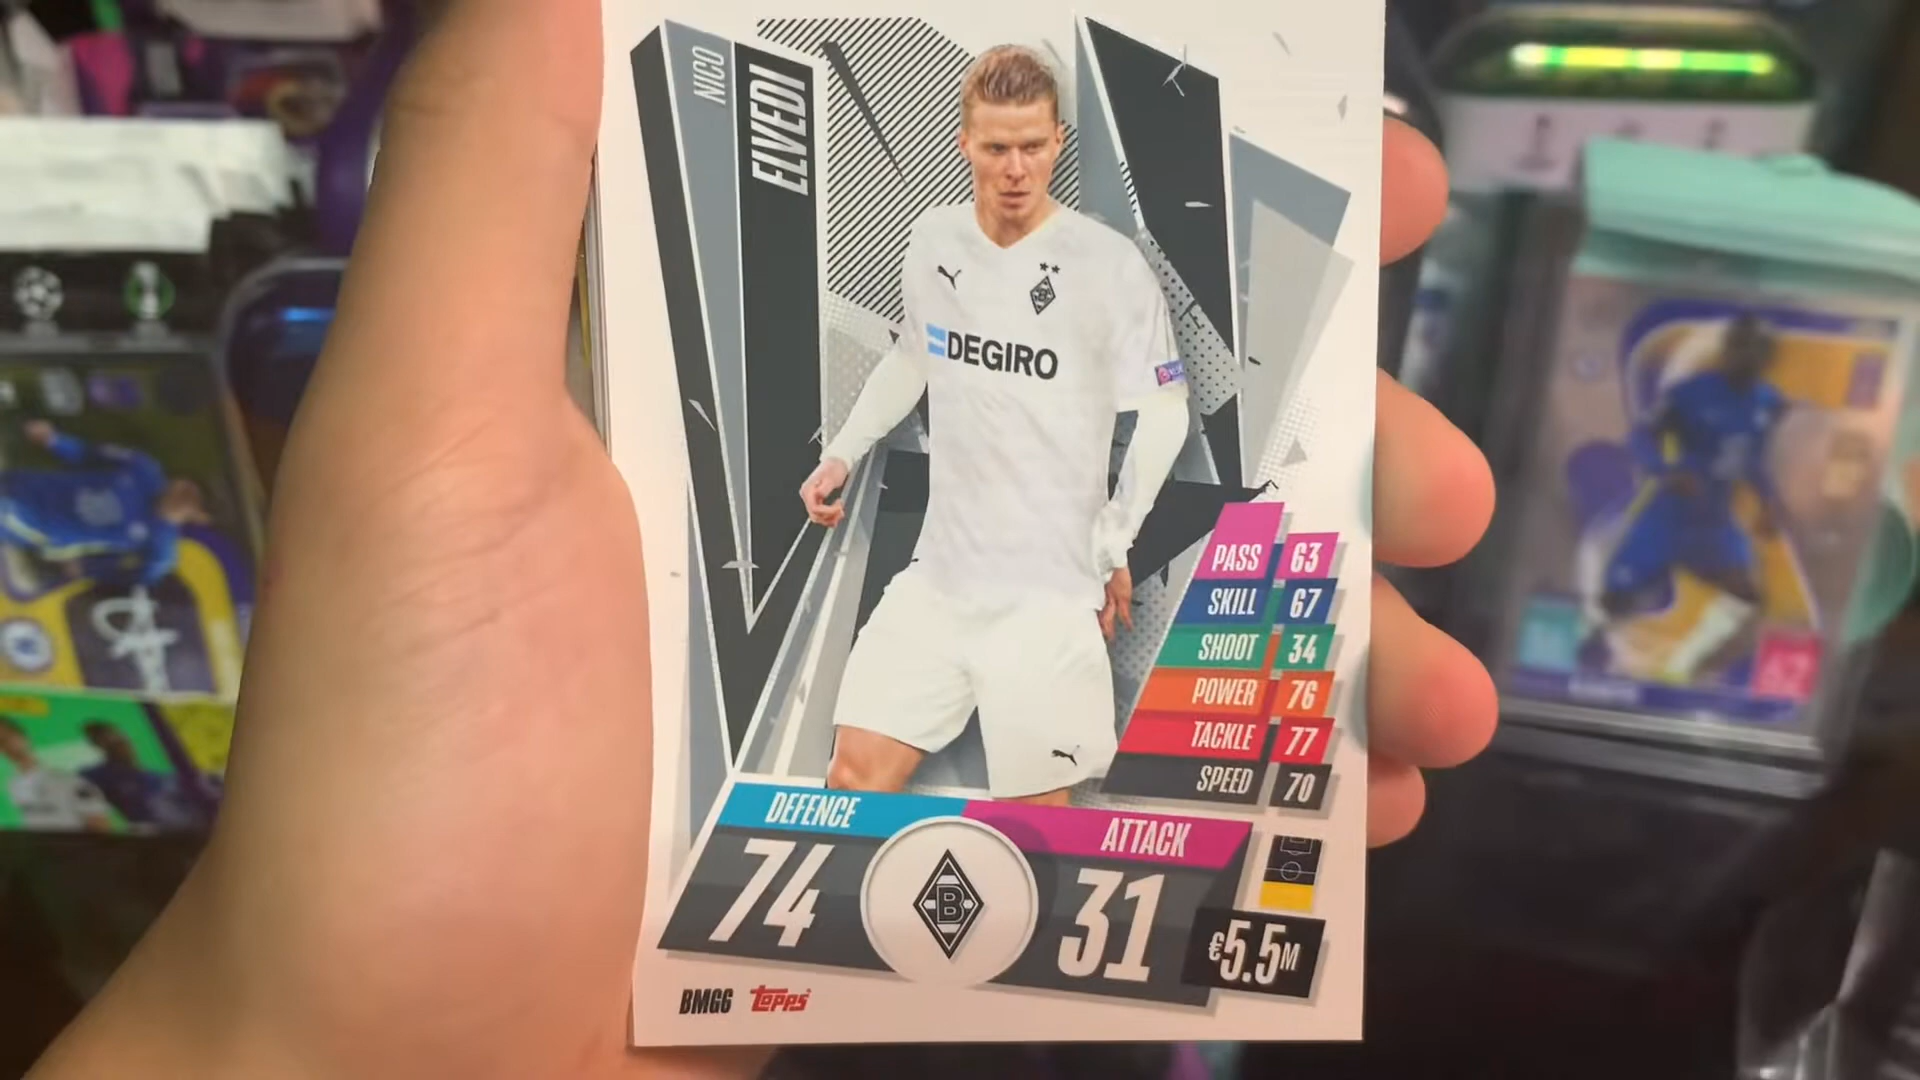 NICO
ELVEDI
DEGIRO
PASS 63
SKILL 67
SHOOT 34
POWER 76
TACKLE 77
SPEED 70
DEFENCE
ATTACK
74
B
31
€5.5M
BMG6 Topps